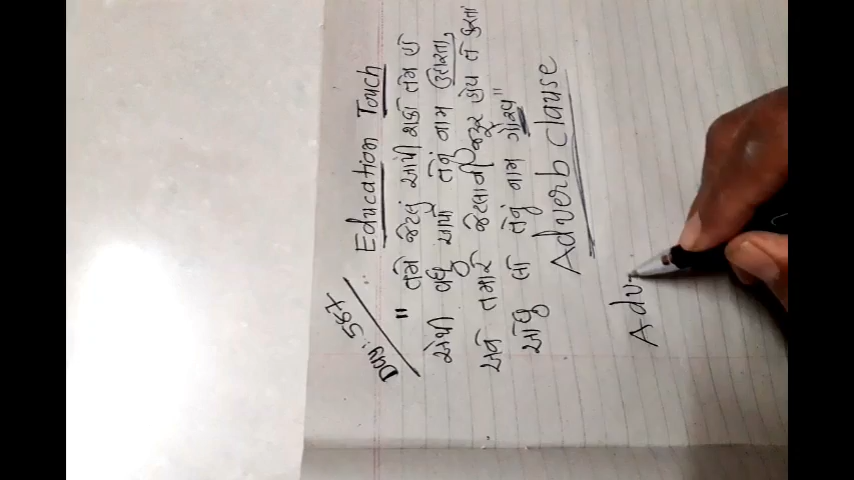 Day: 587
Education Touch
" તમે જેટલું આપી શકો તેમ હો
એથી વધુ આપો તેનું નામ ઉદારતા,
અને તમારે જેટલાની જરૂર હોય તે કરતાં
ઓછું લો તેનું નામ ગૌરવ "
Adverb clause
Adv